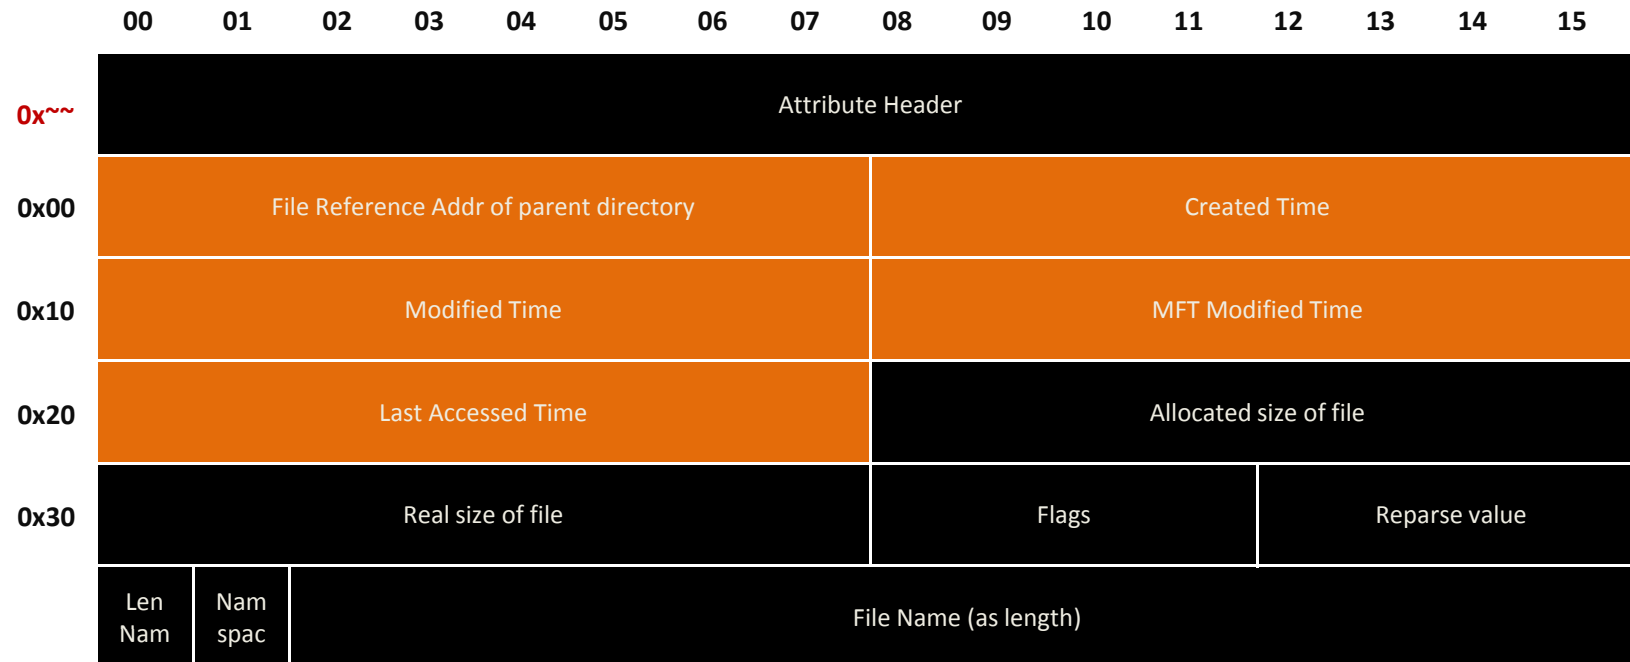 00 01 02 03 04 05 06 07 08 09 10 11 12 13 14 15
0x~~ Attribute Header
0x00 File Reference Addr of parent directory Created Time
0x10 Modified Time MFT Modified Time
0x20 Last Accessed Time Allocated size of file
0x30 Real size of file Flags Reparse value
Len
Nam
Nam
spac
File Name (as length)